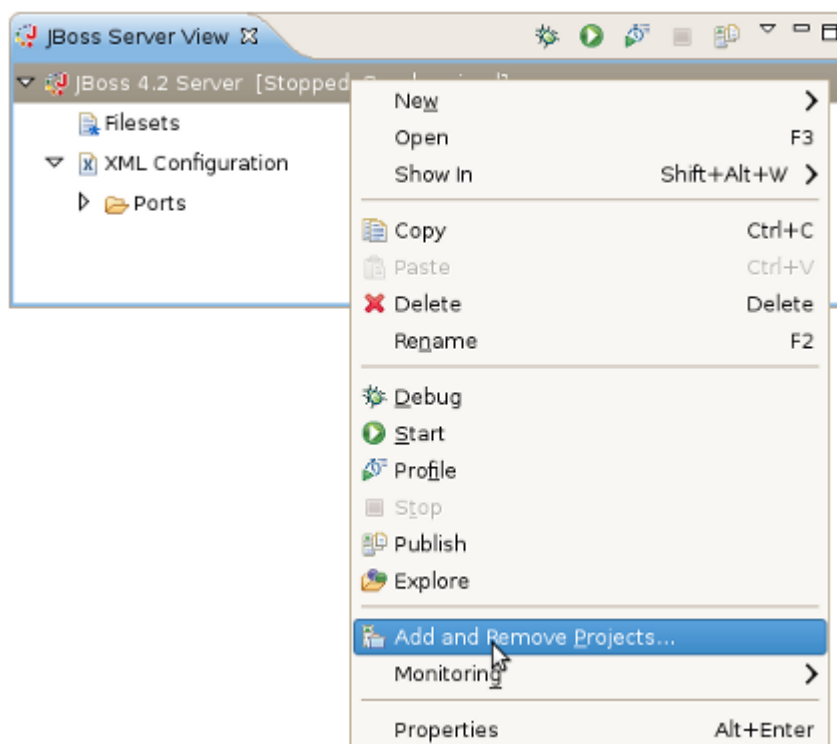 JBoss Server View
JBoss 4.2 Server [Stopped
Filesets
XML Configuration
Ports
New
Open F3
Show In Shift+Alt+W
Copy Ctrl+C
Paste Ctrl+V
Delete Delete
Rename F2
Debug
Start
Profile
Stop
Publish
Explore
Add and Remove Projects...
Monitoring
Properties Alt+Enter